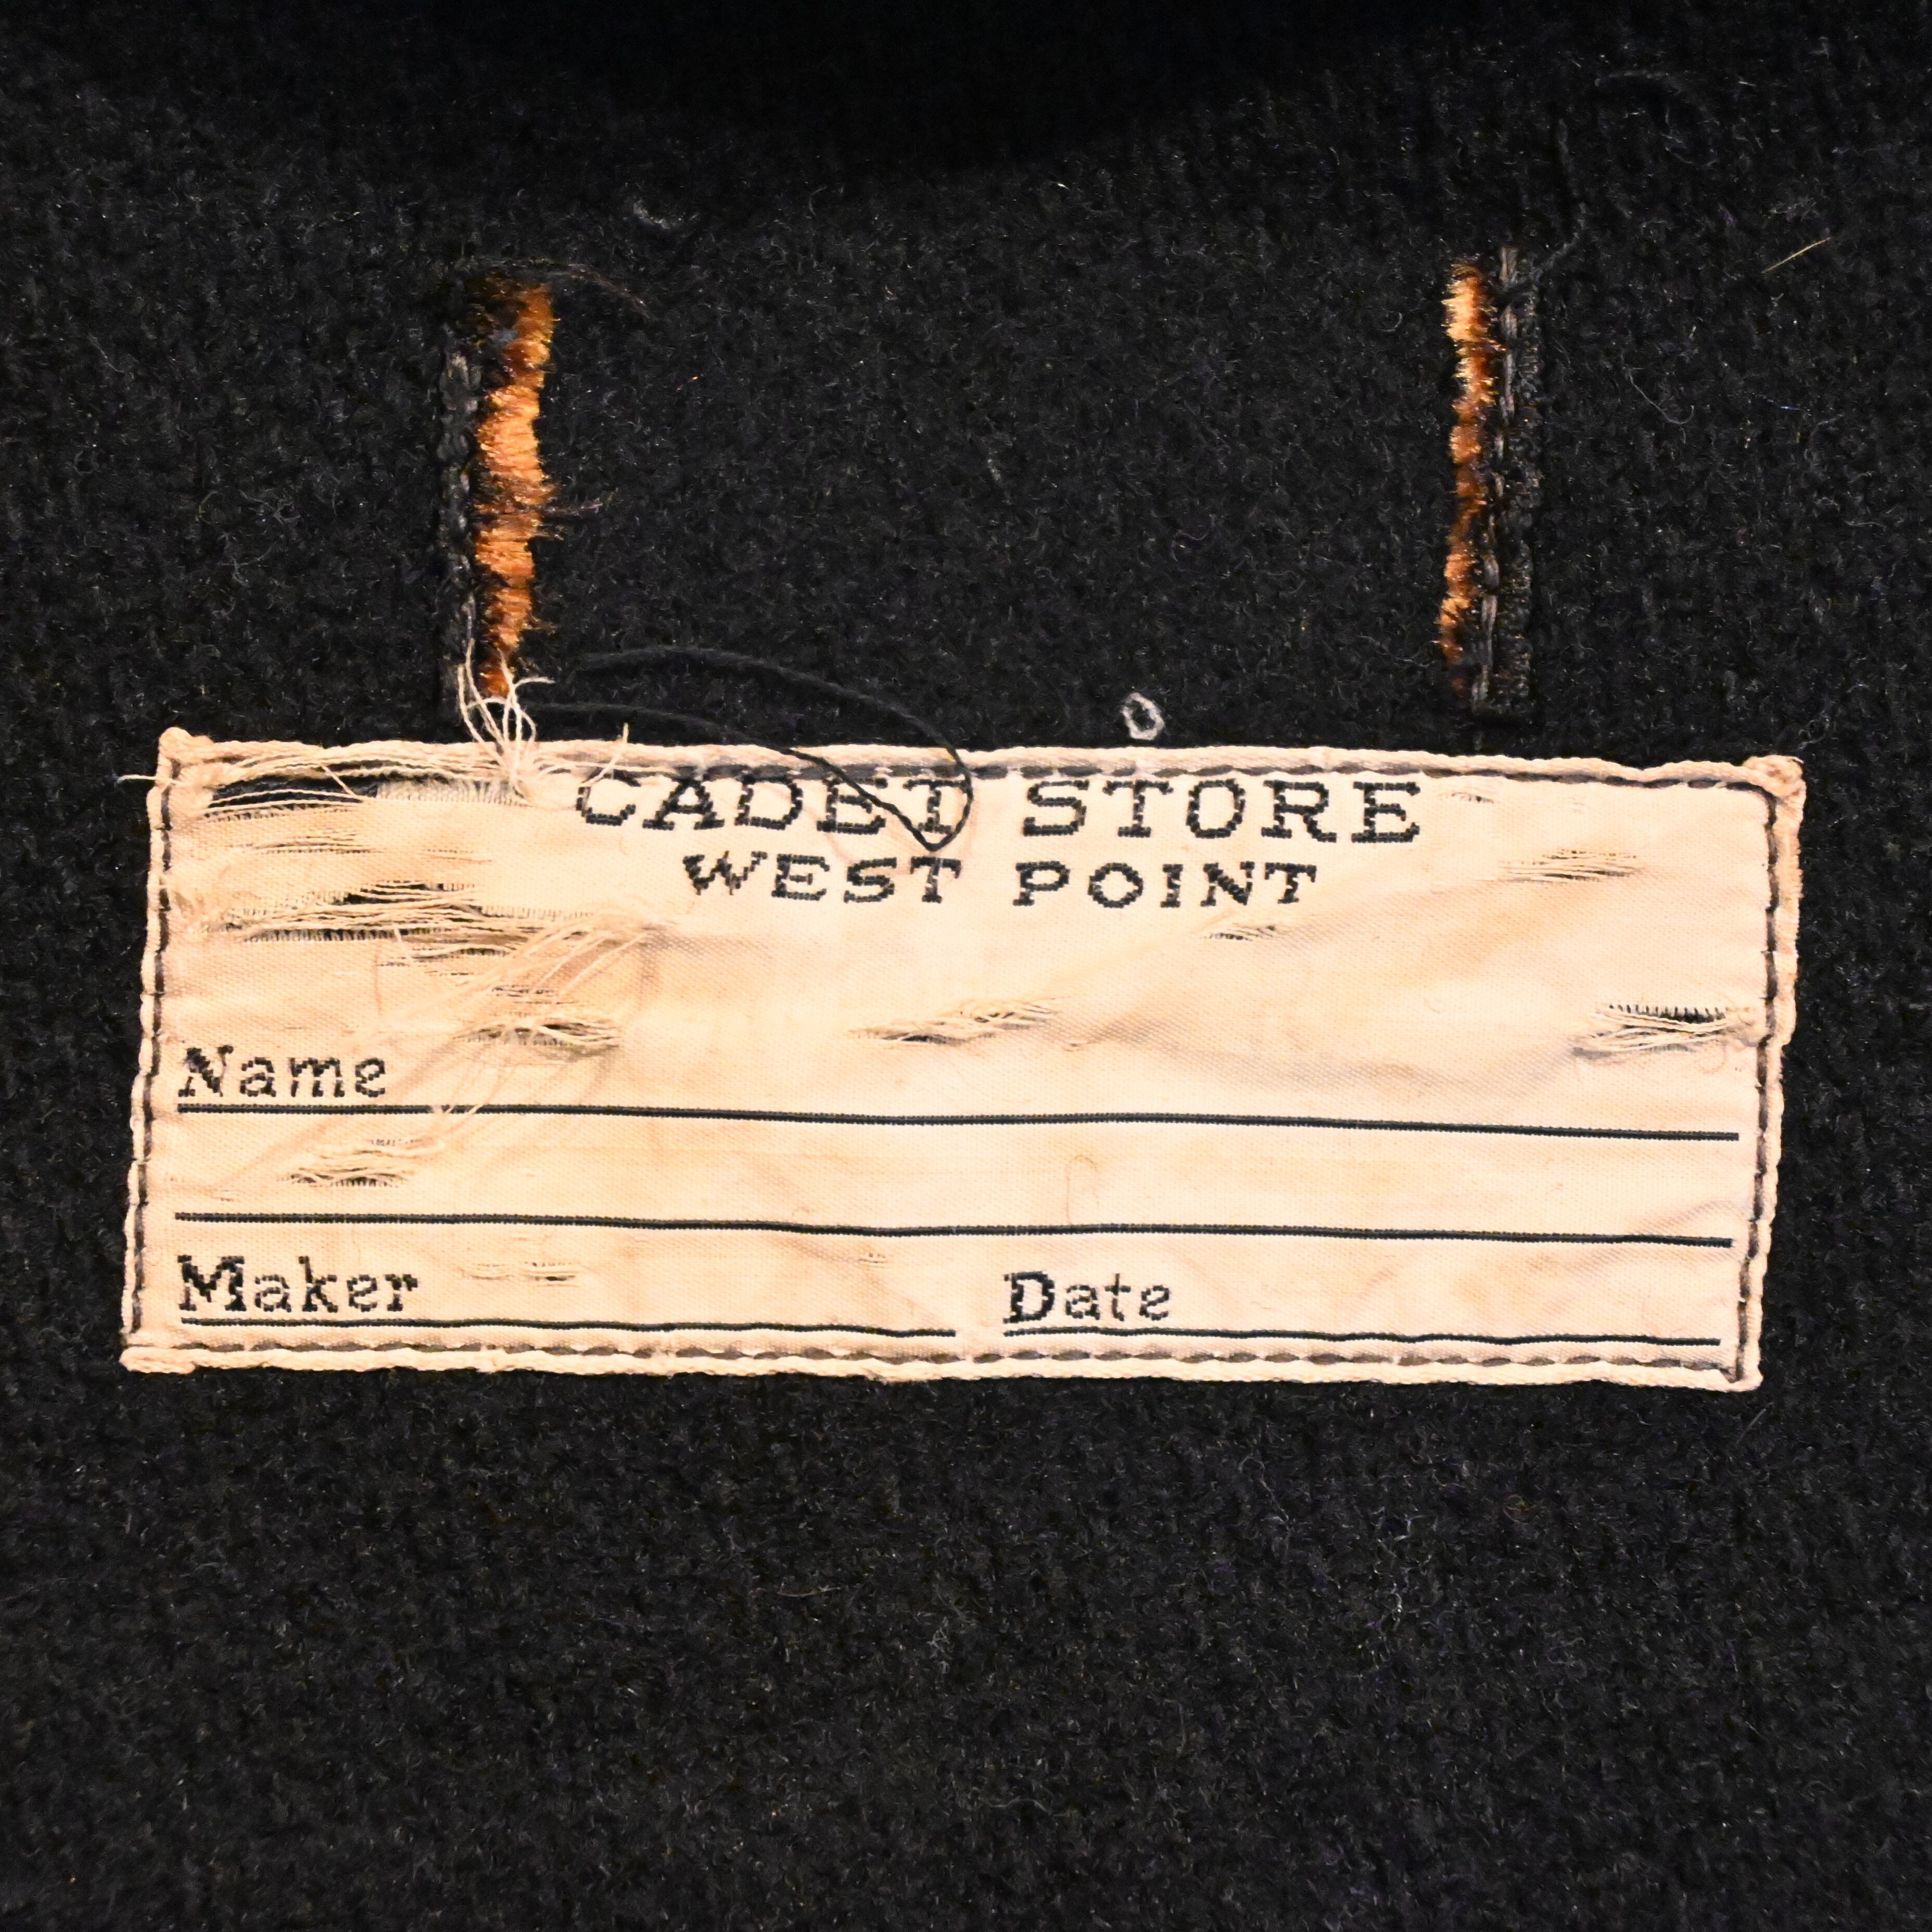 CADET STORE
WEST POINT
Name
Maker Date